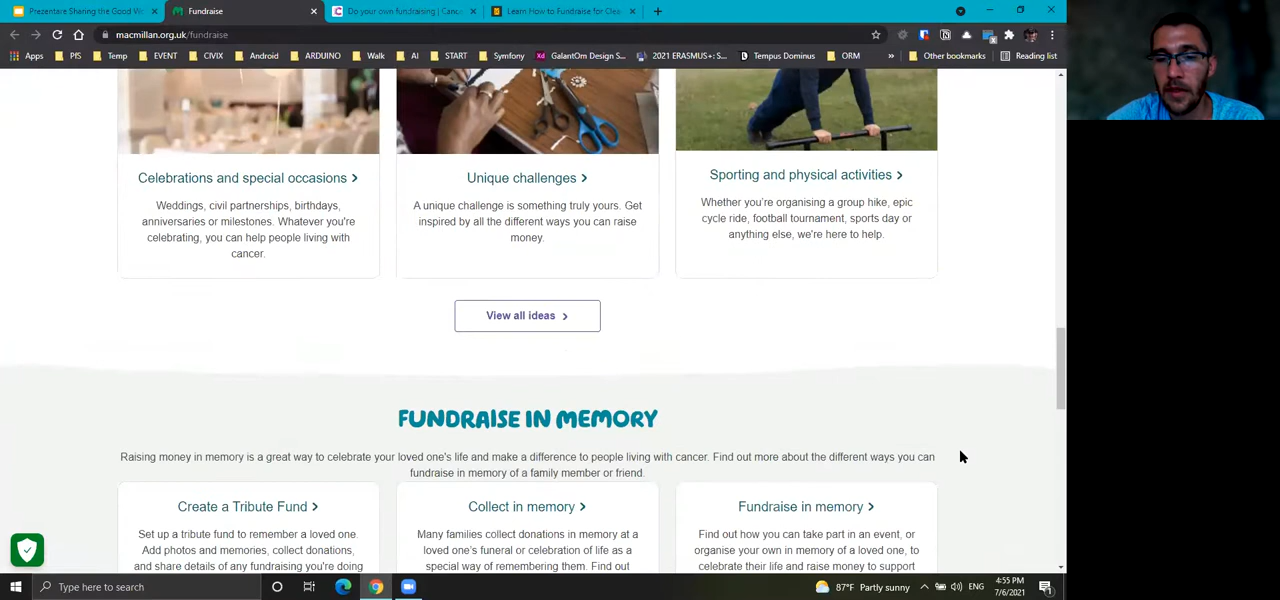 Prezentare Sharing the Good Wo
Fundraise
Do your own fundraising | Canc
Learn How to Fundraise for Clea
macmillan.org.uk/fundraise
Apps
PIS
Temp
EVENT
CIVIX
Android
ARDUINO
Walk
AI
START
Symfony
GalantOm Design S...
2021 ERASMUS+: S...
Tempus Dominus
ORM
»
Other bookmarks
Reading list
Celebrations and special occasions
Weddings, civil partnerships, birthdays,
anniversaries or milestones. Whatever you're
celebrating, you can help people living with
cancer.
Unique challenges
A unique challenge is something truly yours. Get
inspired by all the different ways you can raise
money.
Sporting and physical activities
Whether you're organising a group hike, epic
cycle ride, football tournament, sports day or
anything else, we're here to help.
View all ideas
FUNDRAISE IN MEMORY
Raising money in memory is a great way to celebrate your loved one's life and make a difference to people living with cancer. Find out more about the different ways you can
fundraise in memory of a family member or friend.
Create a Tribute Fund
Set up a tribute fund to remember a loved one.
Add photos and memories, collect donations,
and share details of any fundraising you're doing
Collect in memory
Many families collect donations in memory at a
loved one's funeral or celebration of life as a
special way of remembering them. Find out
Fundraise in memory
Find out how you can take part in an event, or
organise your own in memory of a loved one, to
celebrate their life and raise money to support
Type here to search
87°F Partly sunny
ENG
4:55 PM
7/6/2021